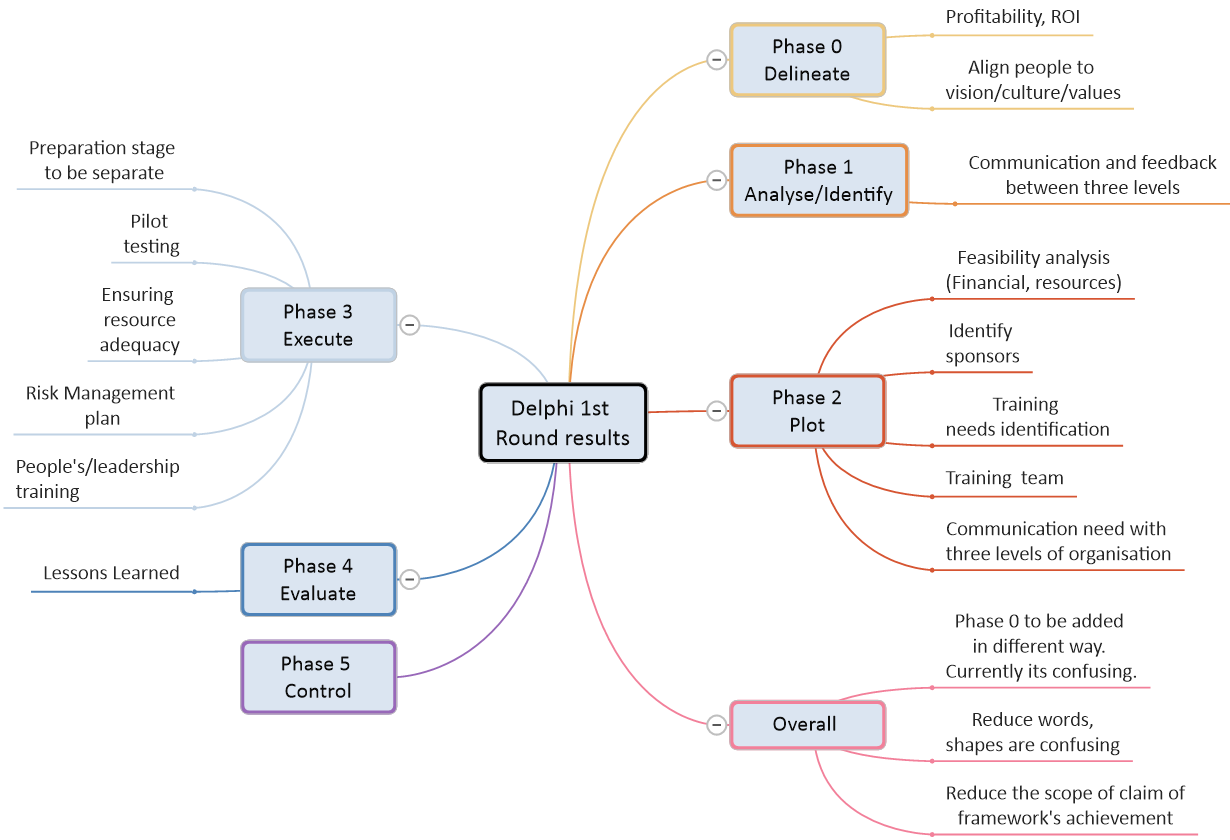 Delphi 1st
Round results
Phase 0
Delineate
Profitability, ROI
Align people to
vision/culture/values
Phase 1
Analyse/Identify
Communication and feedback
between three levels
Phase 2
Plot
Feasibility analysis
(Financial, resources)
Identify
sponsors
Training
needs identification
Training  team
Communication need with
three levels of organisation
Overall
Phase 0 to be added
in different way.
Currently its confusing.
Reduce words,
shapes are confusing
Reduce the scope of claim of
framework's achievement
Phase 3
Execute
Preparation stage
to be separate
Pilot
testing
Ensuring
resource
adequacy
Risk Management
plan
People's/leadership
training
Phase 4
Evaluate
Lessons Learned
Phase 5
Control